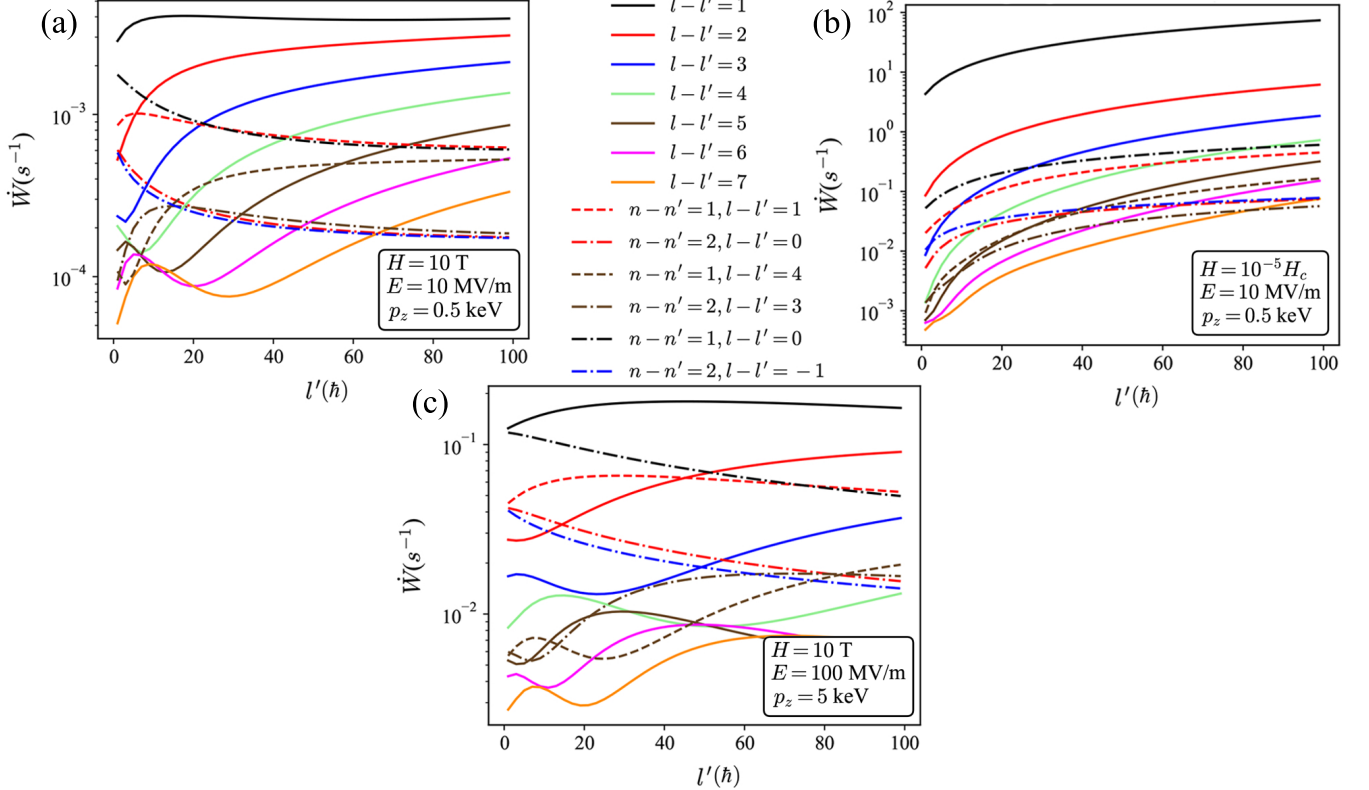 (a)
10⁻³
10⁻⁴
Ẇ(s⁻¹)
0 20 40 60 80 100
l′(ħ)
H = 10 T
E = 10 MV/m
p_z = 0.5 keV
l − l′ = 1
l − l′ = 2
l − l′ = 3
l − l′ = 4
l − l′ = 5
l − l′ = 6
l − l′ = 7
n − n′ = 1, l − l′ = 1
n − n′ = 2, l − l′ = 0
n − n′ = 1, l − l′ = 4
n − n′ = 2, l − l′ = 3
n − n′ = 1, l − l′ = 0
n − n′ = 2, l − l′ = −1
(b)
10²
10¹
10⁰
10⁻¹
10⁻²
10⁻³
Ẇ(s⁻¹)
0 20 40 60 80 100
l′(ħ)
H = 10⁻⁵H_c
E = 10 MV/m
p_z = 0.5 keV
(c)
10⁻¹
10⁻²
Ẇ(s⁻¹)
0 20 40 60 80 100
l′(ħ)
H = 10 T
E = 100 MV/m
p_z = 5 keV